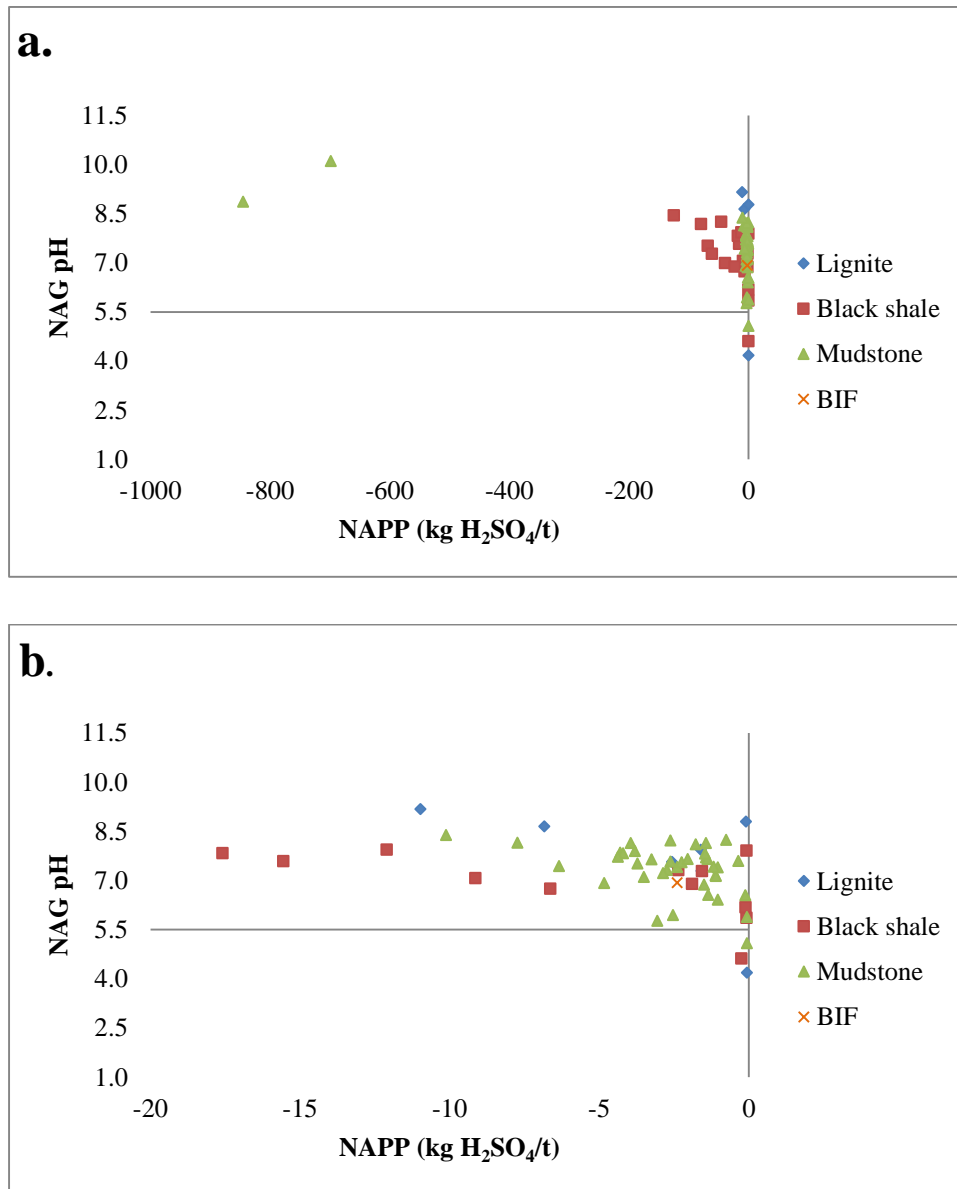 a.
11.5
10.0
8.5
7.0
5.5
4.0
2.5
1.0
NAG pH
-1000 -800 -600 -400 -200 0
NAPP (kg H₂SO₄/t)
Lignite
Black shale
Mudstone
BIF
b.
11.5
10.0
8.5
7.0
5.5
4.0
2.5
1.0
NAG pH
-20 -15 -10 -5 0
NAPP (kg H₂SO₄/t)
Lignite
Black shale
Mudstone
BIF